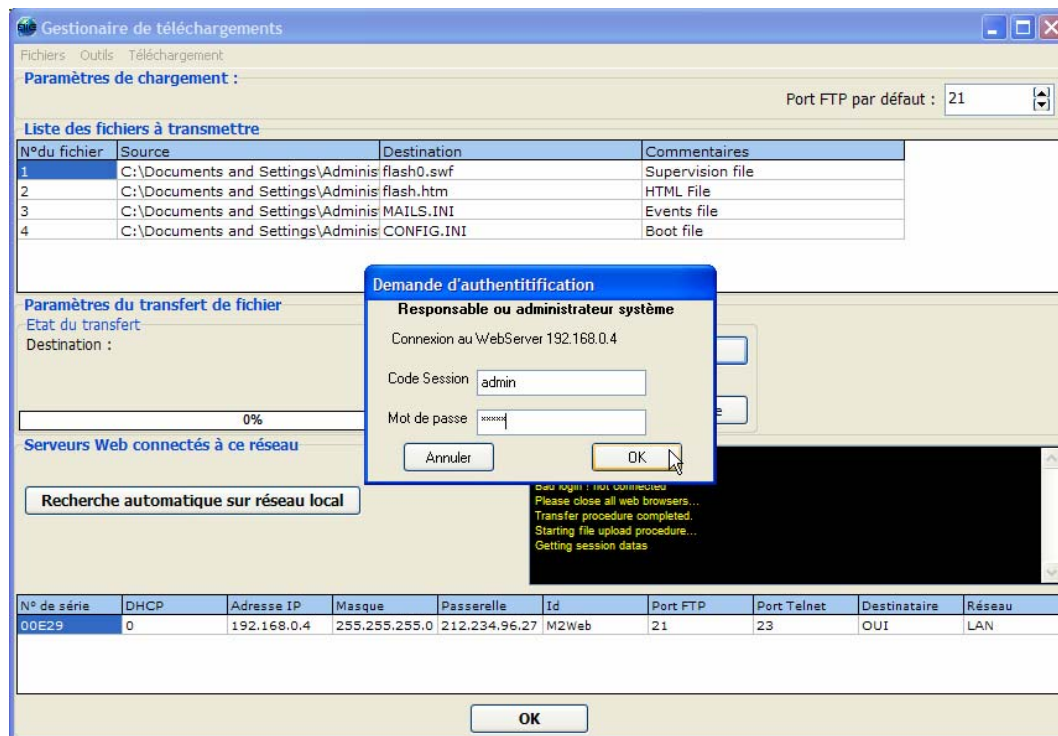 Gestionaire de téléchargements
Fichiers Outils Téléchargement
Paramètres de chargement :
Port FTP par défaut : 21
Liste des fichiers à transmettre
N°du fichier Source Destination Commentaires
1 C:\Documents and Settings\Adminis flash0.swf Supervision file
2 C:\Documents and Settings\Adminis flash.htm HTML File
3 C:\Documents and Settings\Adminis MAILS.INI Events file
4 C:\Documents and Settings\Adminis CONFIG.INI Boot file
Demande d'authentitification
Responsable ou administrateur système
Connexion au WebServer 192.168.0.4
Code Session admin
Mot de passe xxxxx
Annuler OK
Paramètres du transfert de fichier
Etat du transfert
Destination :
0%
Serveurs Web connectés à ce réseau
Recherche automatique sur réseau local
Bad login ! not connected
Please close all web browsers...
Transfer procedure completed.
Starting file upload procedure...
Getting session datas
N° de série DHCP Adresse IP Masque Passerelle Id Port FTP Port Telnet Destinataire Réseau
00E29 0 192.168.0.4 255.255.255.0 212.234.96.27 M2Web 21 23 OUI LAN
OK